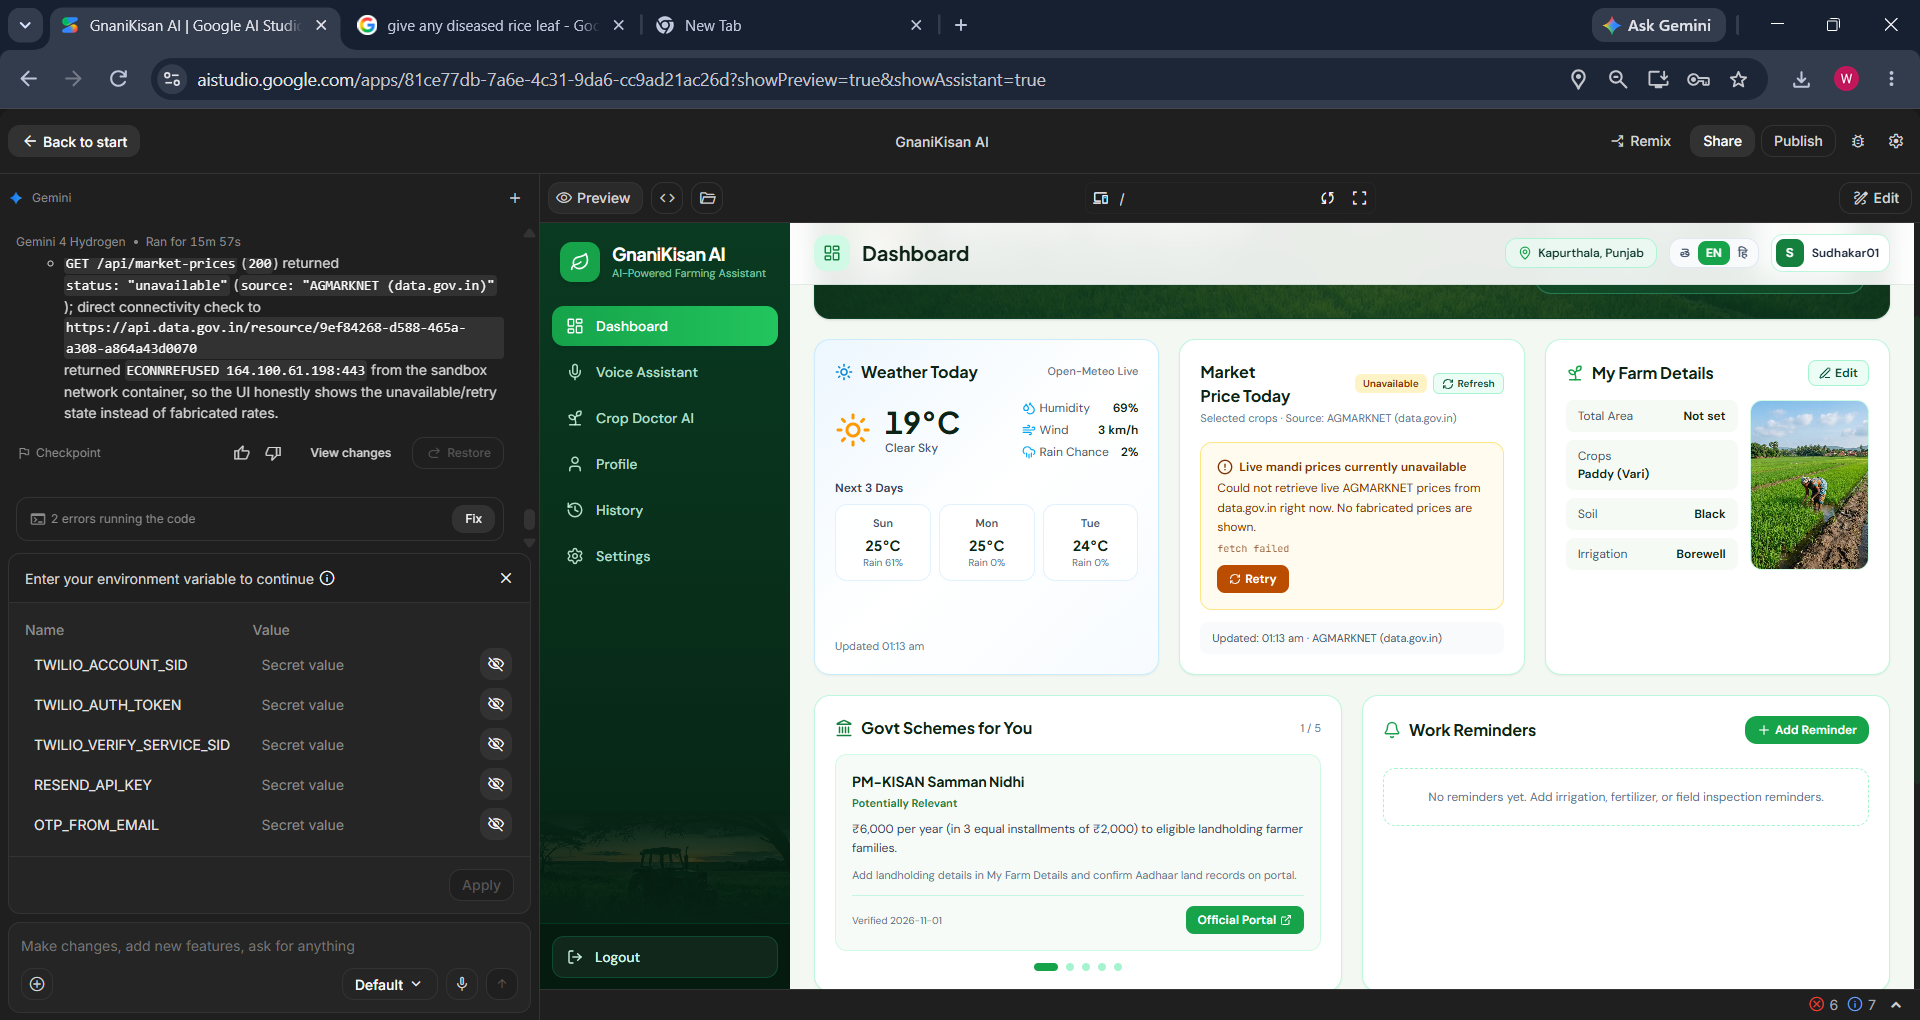 GnaniKisan AI | Google AI Studio
give any diseased rice leaf - Goo
New Tab
Ask Gemini
aistudio.google.com/apps/81ce77db-7a6e-4c31-9da6-cc9ad21ac26d?showPreview=true&showAssistant=true
W
Back to start
GnaniKisan AI
Remix
Share
Publish
Gemini
Preview
/
Edit
Gemini 4 Hydrogen • Ran for 15m 57s
GET /api/market-prices (200) returned
status: "unavailable" (source: "AGMARKNET (data.gov.in)"
); direct connectivity check to
https://api.data.gov.in/resource/9ef84268-d588-465a-
a308-a864a43d0070
returned ECONNREFUSED 164.100.61.198:443 from the sandbox
network container, so the UI honestly shows the unavailable/retry
state instead of fabricated rates.
Checkpoint
View changes
Restore
2 errors running the code
Fix
Enter your environment variable to continue
Name Value
TWILIO_ACCOUNT_SID Secret value
TWILIO_AUTH_TOKEN Secret value
TWILIO_VERIFY_SERVICE_SID Secret value
RESEND_API_KEY Secret value
OTP_FROM_EMAIL Secret value
Apply
Make changes, add new features, ask for anything
Default
GnaniKisan AI
AI-Powered Farming Assistant
Dashboard
Voice Assistant
Crop Doctor AI
Profile
History
Settings
Logout
Dashboard
Kapurthala, Punjab
EN
हि
S
Sudhakar01
Weather Today
Open-Meteo Live
19°C
Clear Sky
Humidity 69%
Wind 3 km/h
Rain Chance 2%
Next 3 Days
Sun
25°C
Rain 61%
Mon
25°C
Rain 0%
Tue
24°C
Rain 0%
Updated 01:13 am
Market
Price Today
Unavailable
Refresh
Selected crops · Source: AGMARKNET (data.gov.in)
Live mandi prices currently unavailable
Could not retrieve live AGMARKNET prices from
data.gov.in right now. No fabricated prices are
shown.
fetch failed
Retry
Updated: 01:13 am · AGMARKNET (data.gov.in)
My Farm Details
Edit
Total Area Not set
Crops
Paddy (Vari)
Soil Black
Irrigation Borewell
Govt Schemes for You
1 / 5
PM-KISAN Samman Nidhi
Potentially Relevant
₹6,000 per year (in 3 equal installments of ₹2,000) to eligible landholding farmer
families.
Add landholding details in My Farm Details and confirm Aadhaar land records on portal.
Verified 2026-11-01
Official Portal
Work Reminders
Add Reminder
No reminders yet. Add irrigation, fertilizer, or field inspection reminders.
6
7